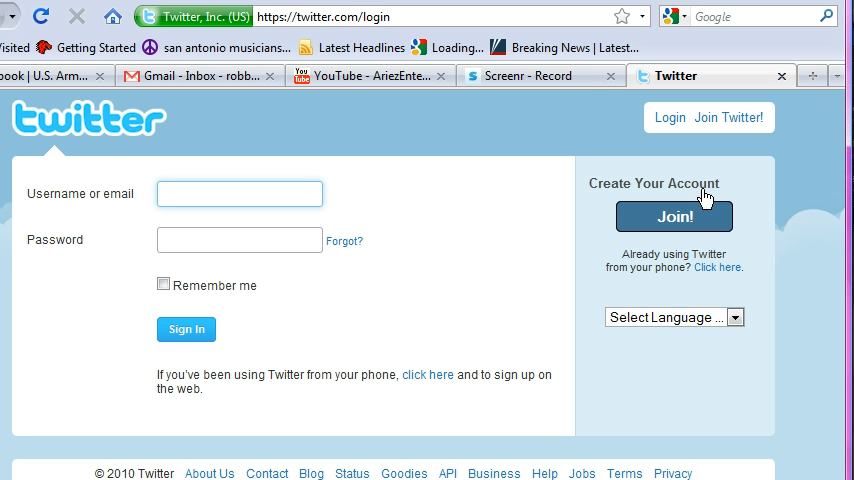 Twitter, Inc. (US) https://twitter.com/login Google
isited Getting Started san antonio musicians... Latest Headlines Loading... Breaking News | Latest...
book | U.S. Arm... Gmail - Inbox - robb... YouTube - AriezEnte... Screenr - Record Twitter
twitter
Login Join Twitter!
Username or email
Password
Forgot?
Remember me
Sign In
If you've been using Twitter from your phone, click here and to sign up on
the web.
Create Your Account
Join!
Already using Twitter
from your phone? Click here.
Select Language ...
© 2010 Twitter About Us Contact Blog Status Goodies API Business Help Jobs Terms Privacy